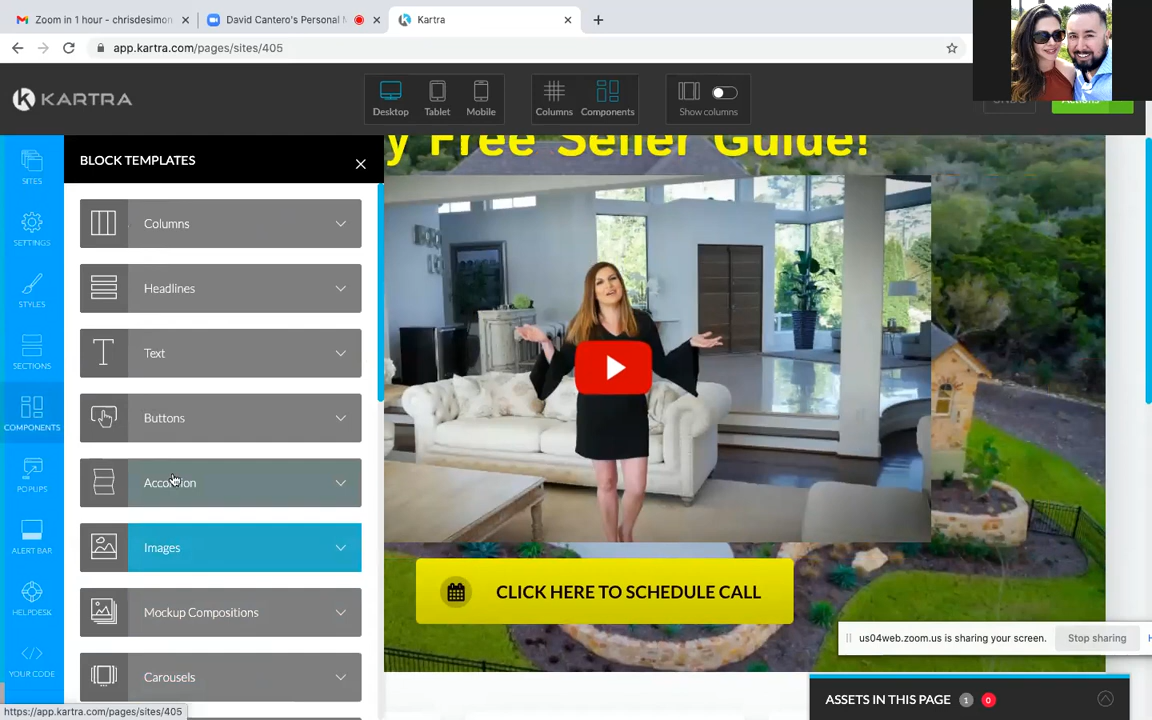 Zoom in 1 hour - chrisdesimon
David Cantero's Personal M
Kartra
app.kartra.com/pages/sites/405
KARTRA
Desktop
Tablet
Mobile
Columns
Components
Show columns
SITES
SETTINGS
STYLES
SECTIONS
COMPONENTS
POPUPS
ALERT BAR
HELPDESK
YOUR CODE
BLOCK TEMPLATES
Columns
Headlines
Text
Buttons
Accordion
Images
Mockup Compositions
Carousels
y Free Seller Guide!
CLICK HERE TO SCHEDULE CALL
us04web.zoom.us is sharing your screen.
Stop sharing
H
ASSETS IN THIS PAGE 1 0
https://app.kartra.com/pages/sites/405